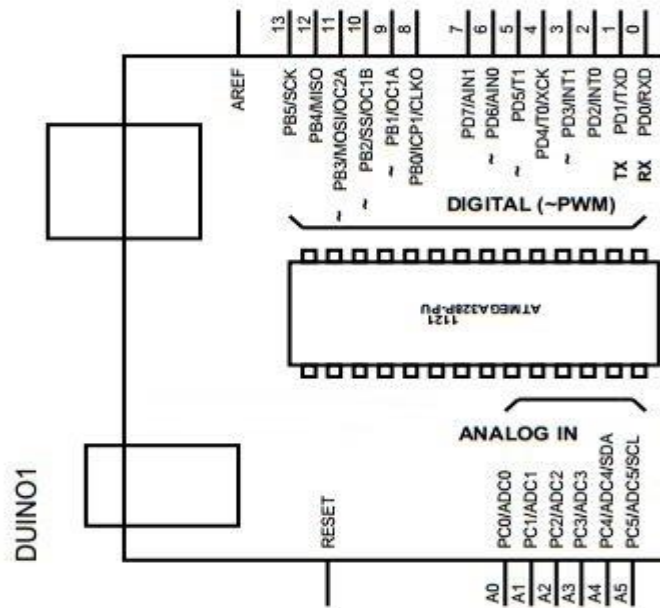 DUINO1
AREF
13 PB5/SCK
12 PB4/MISO
11 ~ PB3/MOSI/OC2A
10 ~ PB2/SS/OC1B
9 ~ PB1/OC1A
8 PB0/ICP1/CLKO
7 PD7/AIN1
6 ~ PD6/AIN0
5 ~ PD5/T1
4 PD4/T0/XCK
3 ~ PD3/INT1
2 PD2/INT0
1 TX PD1/TXD
0 RX PD0/RXD
DIGITAL (~PWM)
ATMEGA328P-PU
1121
ANALOG IN
RESET
A0 PC0/ADC0
A1 PC1/ADC1
A2 PC2/ADC2
A3 PC3/ADC3
A4 PC4/ADC4/SDA
A5 PC5/ADC5/SCL